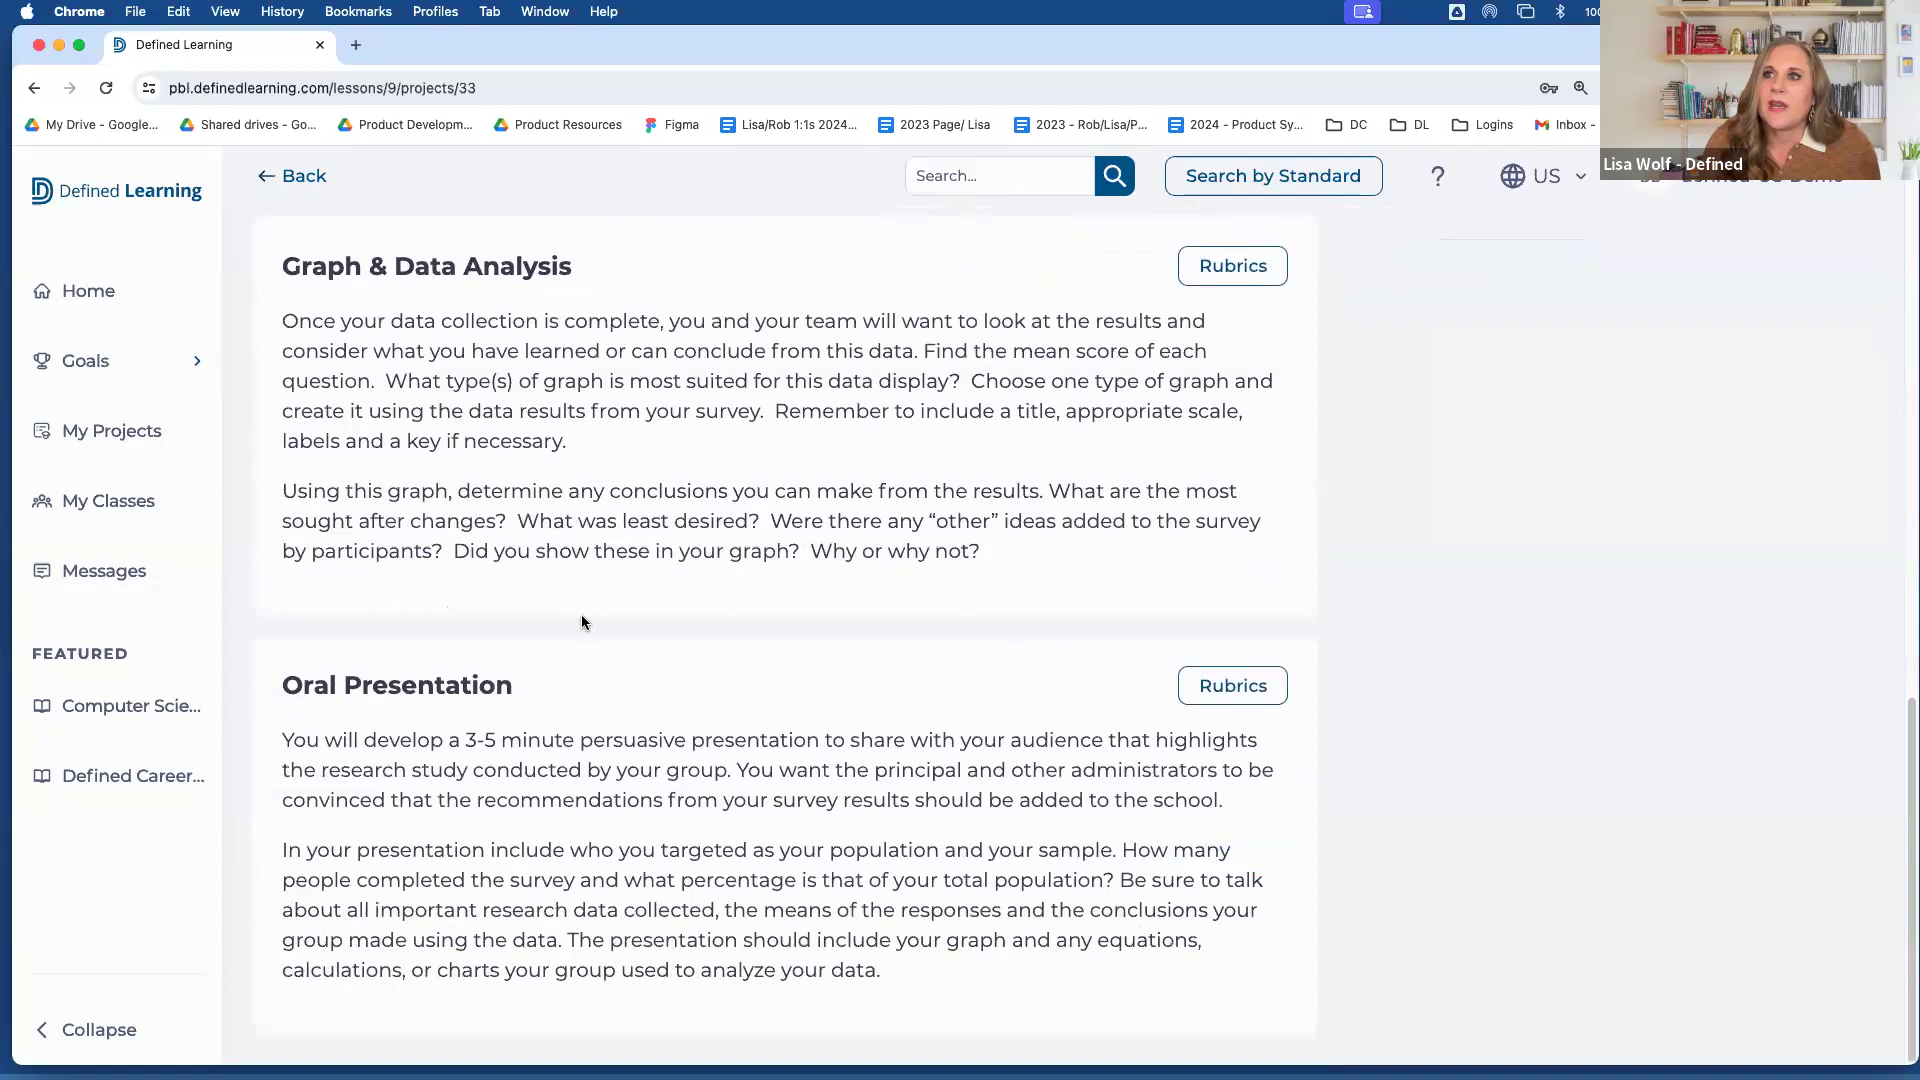 Chrome File Edit View History Bookmarks Profiles Tab Window Help
Defined Learning
pbl.definedlearning.com/lessons/9/projects/33
My Drive - Google... Shared drives - Go... Product Developm... Product Resources Figma Lisa/Rob 1:1s 2024... 2023 Page/ Lisa 2023 - Rob/Lisa/P... 2024 - Product Sy... DC DL Logins Inbox -
Lisa Wolf - Defined
Defined Learning
Back
Search...
Search by Standard
?
US
Home
Goals
My Projects
My Classes
Messages
FEATURED
Computer Scie...
Defined Career...
Collapse
Graph & Data Analysis
Rubrics
Once your data collection is complete, you and your team will want to look at the results and
consider what you have learned or can conclude from this data. Find the mean score of each
question. What type(s) of graph is most suited for this data display? Choose one type of graph and
create it using the data results from your survey. Remember to include a title, appropriate scale,
labels and a key if necessary.
Using this graph, determine any conclusions you can make from the results. What are the most
sought after changes? What was least desired? Were there any “other” ideas added to the survey
by participants? Did you show these in your graph? Why or why not?
Oral Presentation
Rubrics
You will develop a 3-5 minute persuasive presentation to share with your audience that highlights
the research study conducted by your group. You want the principal and other administrators to be
convinced that the recommendations from your survey results should be added to the school.
In your presentation include who you targeted as your population and your sample. How many
people completed the survey and what percentage is that of your total population? Be sure to talk
about all important research data collected, the means of the responses and the conclusions your
group made using the data. The presentation should include your graph and any equations,
calculations, or charts your group used to analyze your data.